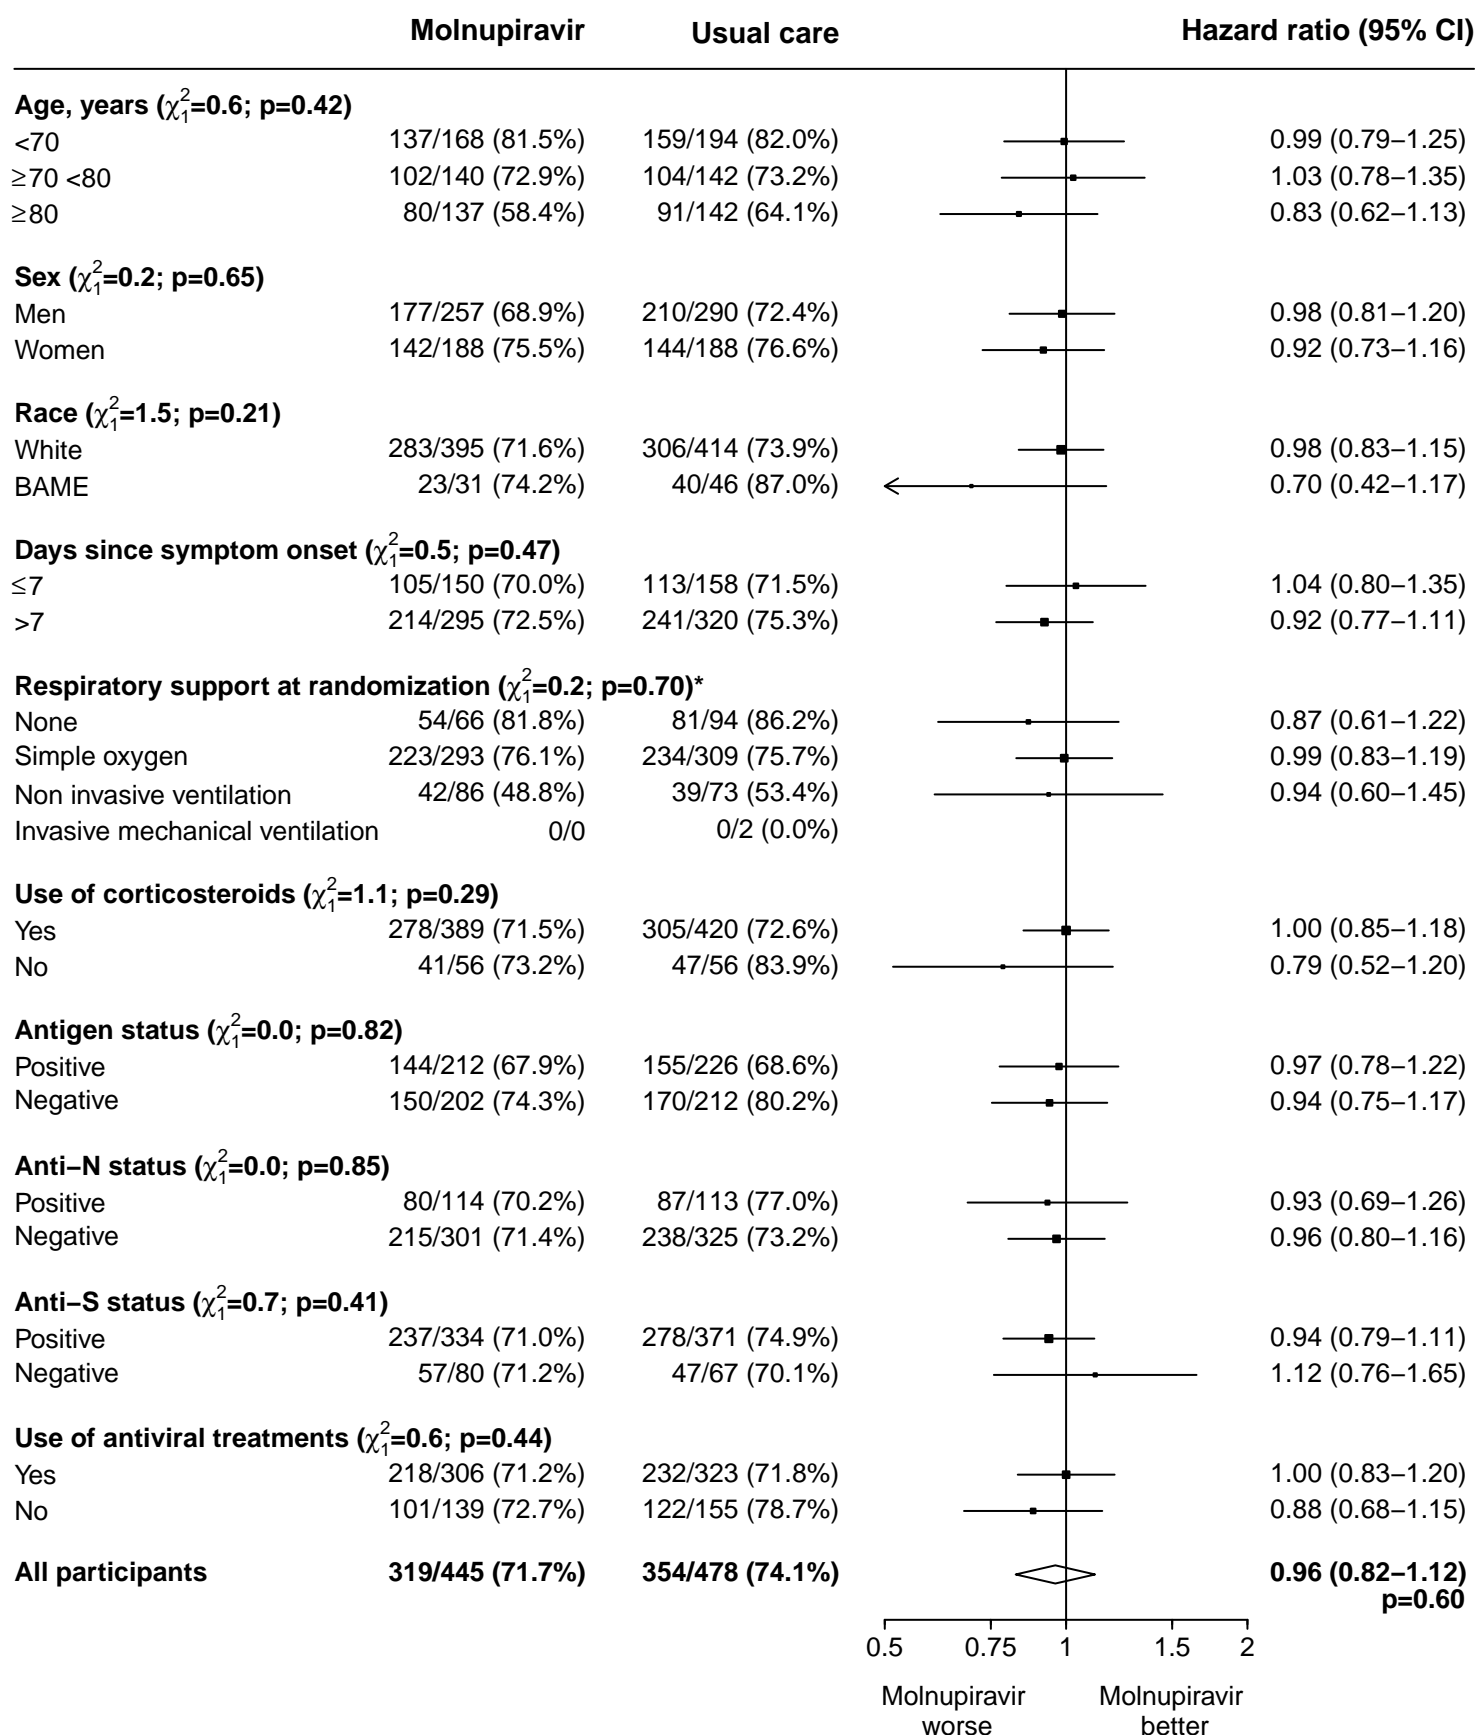 Molnupiravir Usual care Hazard ratio (95% CI)
Age, years (χ²₁=0.6; p=0.42)
<70 137/168 (81.5%) 159/194 (82.0%) 0.99 (0.79−1.25)
≥70 <80 102/140 (72.9%) 104/142 (73.2%) 1.03 (0.78−1.35)
≥80 80/137 (58.4%) 91/142 (64.1%) 0.83 (0.62−1.13)
Sex (χ²₁=0.2; p=0.65)
Men 177/257 (68.9%) 210/290 (72.4%) 0.98 (0.81−1.20)
Women 142/188 (75.5%) 144/188 (76.6%) 0.92 (0.73−1.16)
Race (χ²₁=1.5; p=0.21)
White 283/395 (71.6%) 306/414 (73.9%) 0.98 (0.83−1.15)
BAME 23/31 (74.2%) 40/46 (87.0%) 0.70 (0.42−1.17)
Days since symptom onset (χ²₁=0.5; p=0.47)
≤7 105/150 (70.0%) 113/158 (71.5%) 1.04 (0.80−1.35)
>7 214/295 (72.5%) 241/320 (75.3%) 0.92 (0.77−1.11)
Respiratory support at randomization (χ²₁=0.2; p=0.70)*
None 54/66 (81.8%) 81/94 (86.2%) 0.87 (0.61−1.22)
Simple oxygen 223/293 (76.1%) 234/309 (75.7%) 0.99 (0.83−1.19)
Non invasive ventilation 42/86 (48.8%) 39/73 (53.4%) 0.94 (0.60−1.45)
Invasive mechanical ventilation 0/0 0/2 (0.0%)
Use of corticosteroids (χ²₁=1.1; p=0.29)
Yes 278/389 (71.5%) 305/420 (72.6%) 1.00 (0.85−1.18)
No 41/56 (73.2%) 47/56 (83.9%) 0.79 (0.52−1.20)
Antigen status (χ²₁=0.0; p=0.82)
Positive 144/212 (67.9%) 155/226 (68.6%) 0.97 (0.78−1.22)
Negative 150/202 (74.3%) 170/212 (80.2%) 0.94 (0.75−1.17)
Anti−N status (χ²₁=0.0; p=0.85)
Positive 80/114 (70.2%) 87/113 (77.0%) 0.93 (0.69−1.26)
Negative 215/301 (71.4%) 238/325 (73.2%) 0.96 (0.80−1.16)
Anti−S status (χ²₁=0.7; p=0.41)
Positive 237/334 (71.0%) 278/371 (74.9%) 0.94 (0.79−1.11)
Negative 57/80 (71.2%) 47/67 (70.1%) 1.12 (0.76−1.65)
Use of antiviral treatments (χ²₁=0.6; p=0.44)
Yes 218/306 (71.2%) 232/323 (71.8%) 1.00 (0.83−1.20)
No 101/139 (72.7%) 122/155 (78.7%) 0.88 (0.68−1.15)
All participants 319/445 (71.7%) 354/478 (74.1%) 0.96 (0.82−1.12)
p=0.60
0.5 0.75 1 1.5 2
Molnupiravir Molnupiravir
worse better